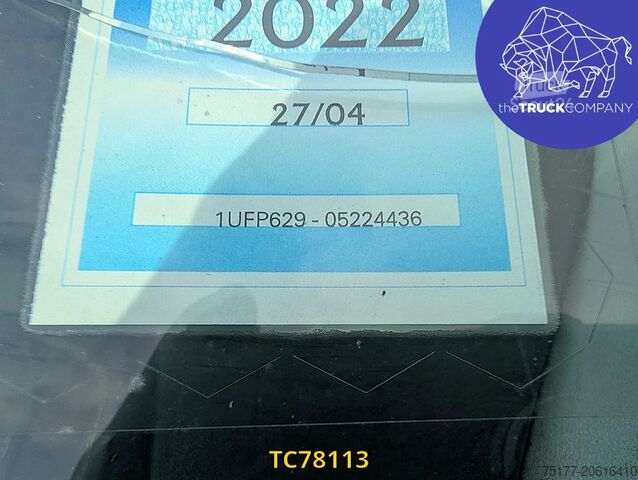 2022
27/04
1UFP629 - 05224436
theTRUCKCOMPANY
TC78113
75177-20616410